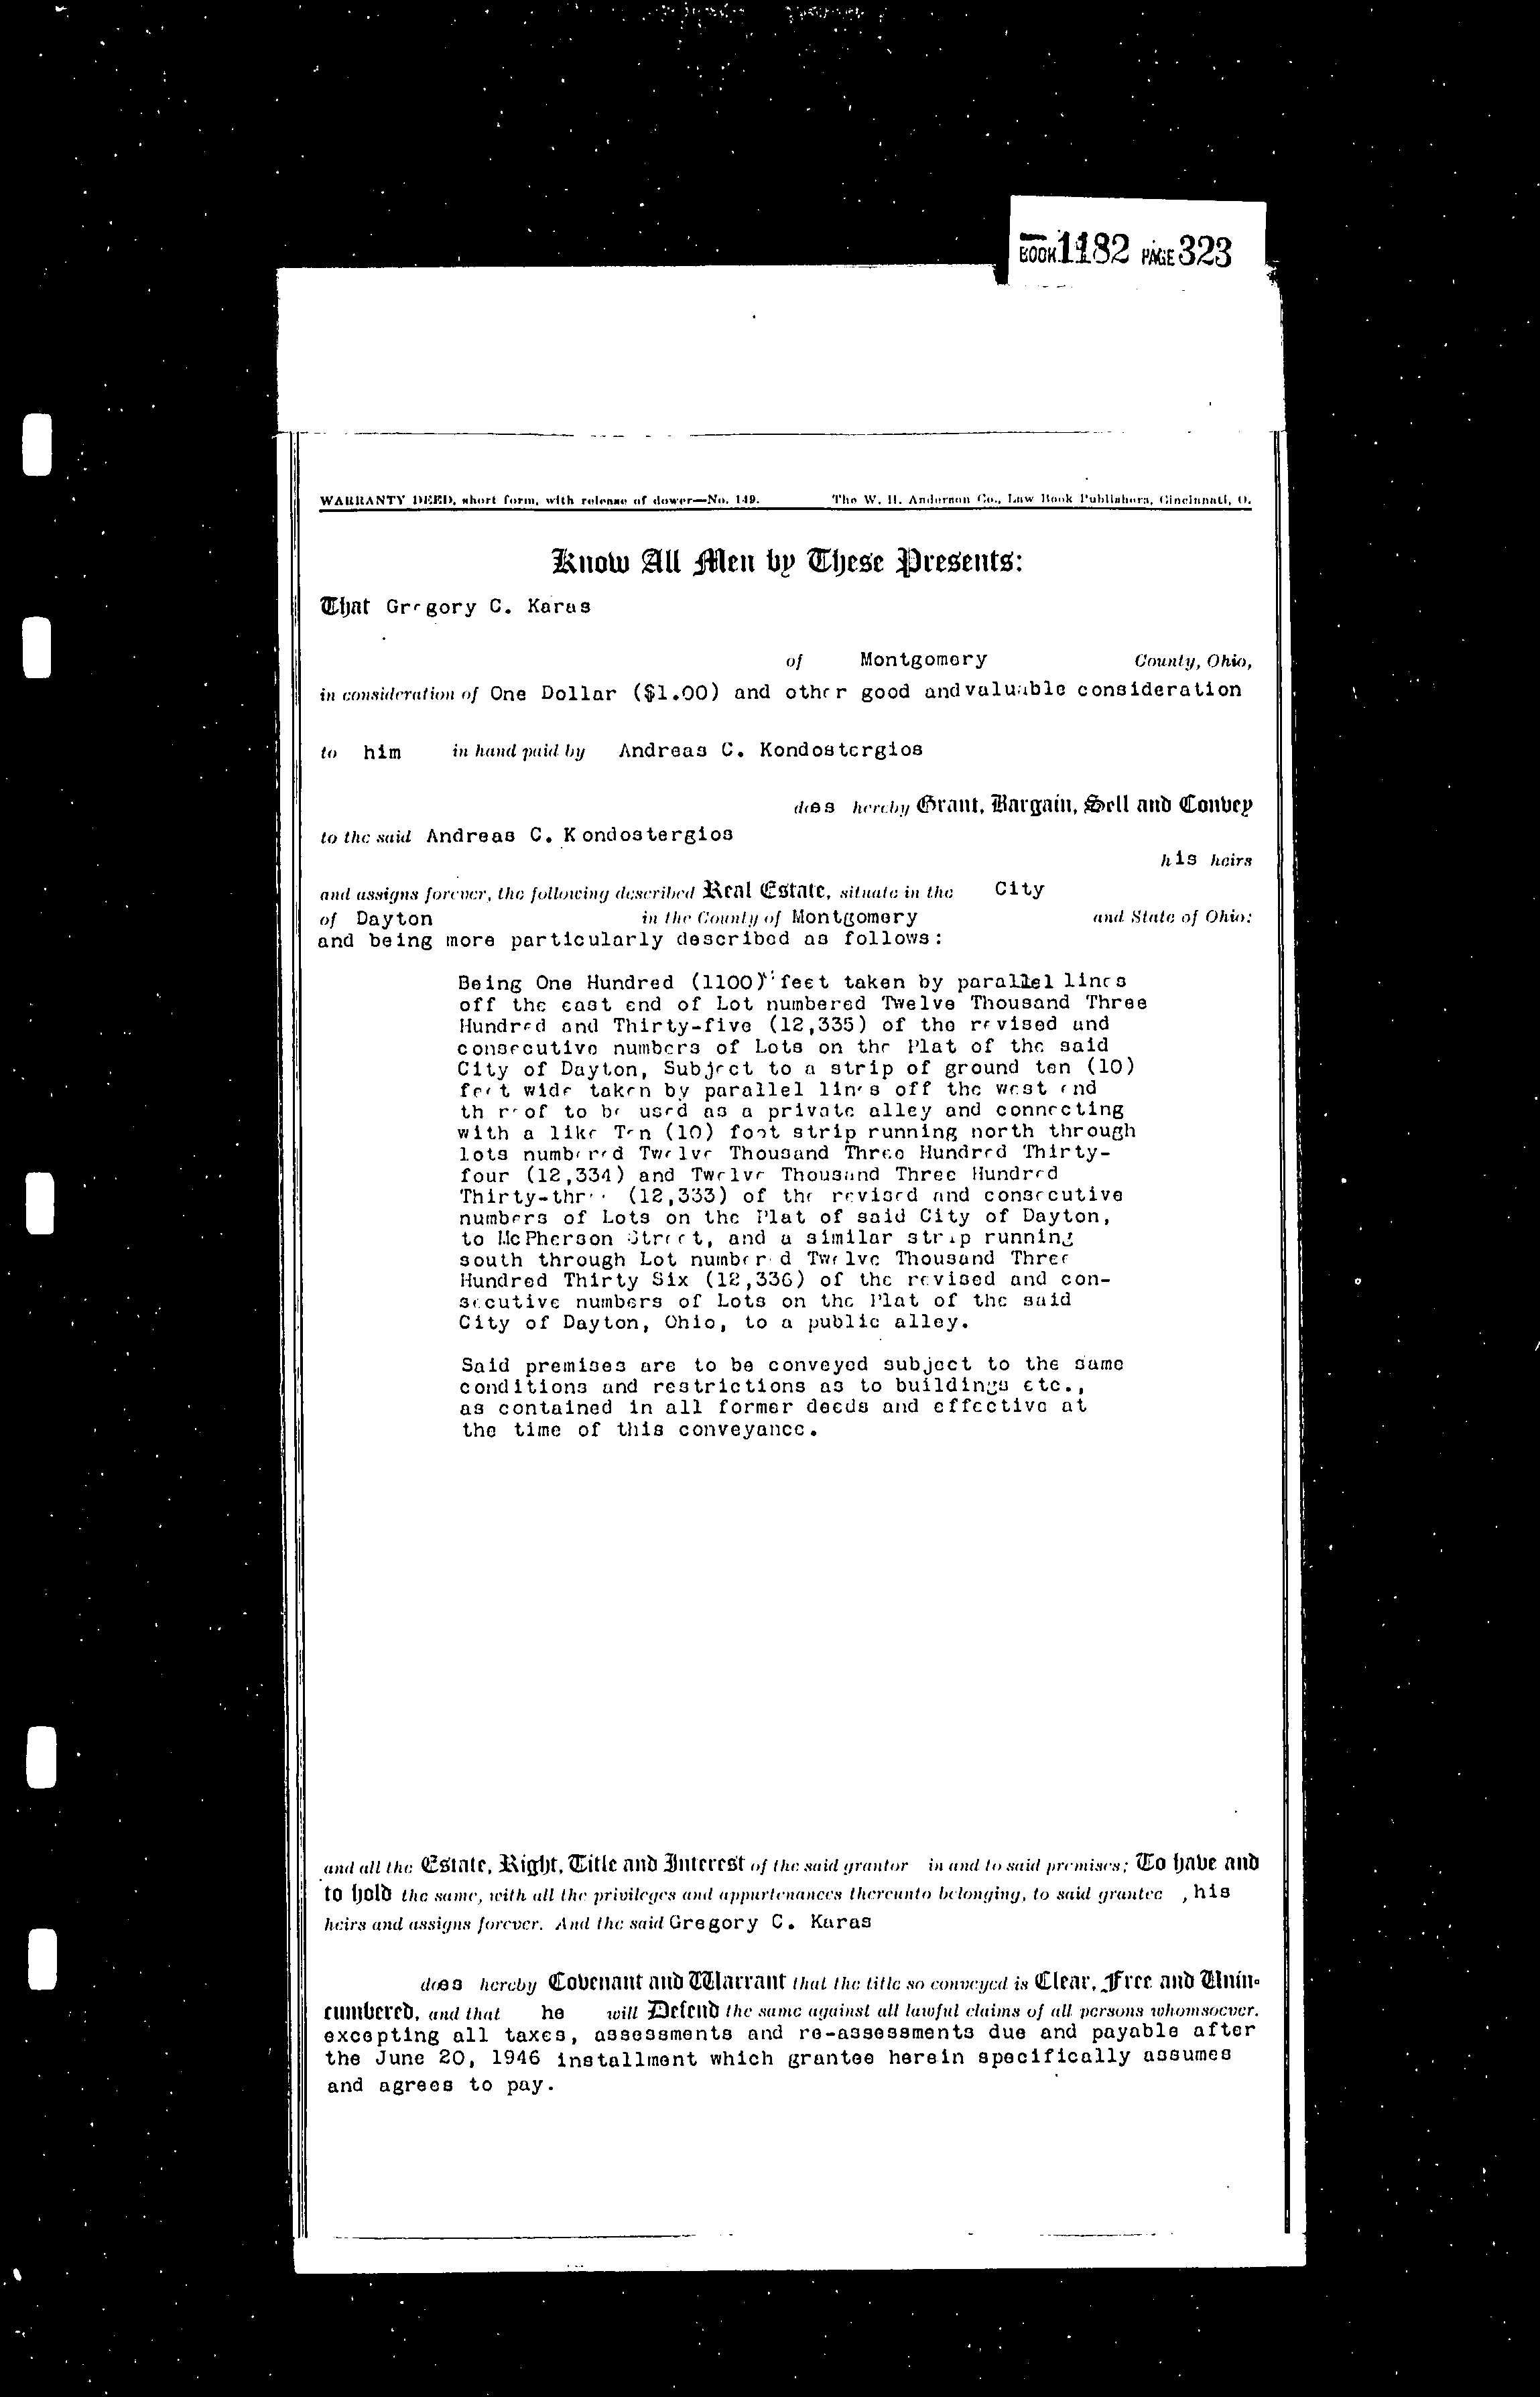 BOOK 1182 PAGE 323
WARRANTY DEED, short form, with release of dower—No. 149. The W. H. Anderson Co., Law Book Publishers, Cincinnati, O.
Know All Men by These Presents:
That Gregory C. Karas
of Montgomery County, Ohio,
in consideration of One Dollar ($1.00) and other good and valuable consideration
to him in hand paid by Andreas C. Kondostergios
does hereby Grant, Bargain, Sell and Convey
to the said Andreas C. Kondostergios
his heirs
and assigns forever, the following described Real Estate, situate in the City
of Dayton in the County of Montgomery and State of Ohio:
and being more particularly described as follows:
Being One Hundred (1100) feet taken by parallel lines
off the east end of Lot numbered Twelve Thousand Three
Hundred and Thirty-five (12,335) of the revised and
consecutive numbers of Lots on the Plat of the said
City of Dayton, Subject to a strip of ground ten (10)
feet wide taken by parallel lines off the west end
thereof to be used as a private alley and connecting
with a like Ten (10) foot strip running north through
lots numbered Twelve Thousand Three Hundred Thirty-
four (12,334) and Twelve Thousand Three Hundred
Thirty-three (12,333) of the revised and consecutive
numbers of Lots on the Plat of said City of Dayton,
to McPherson Street, and a similar strip running
south through Lot numbered Twelve Thousand Three
Hundred Thirty Six (12,336) of the revised and con-
secutive numbers of Lots on the Plat of the said
City of Dayton, Ohio, to a public alley.
Said premises are to be conveyed subject to the same
conditions and restrictions as to buildings etc.,
as contained in all former deeds and effective at
the time of this conveyance.
and all the Estate, Right, Title and Interest of the said grantor in and to said premises; To have and
to hold the same, with all the privileges and appurtenances thereunto belonging, to said grantee , his
heirs and assigns forever. And the said Gregory C. Karas
does hereby Covenant and Warrant that the title so conveyed is Clear, Free and Unin-
cumbered, and that he will Defend the same against all lawful claims of all persons whomsoever.
excepting all taxes, assessments and re-assessments due and payable after
the June 20, 1946 installment which grantee herein specifically assumes
and agrees to pay.